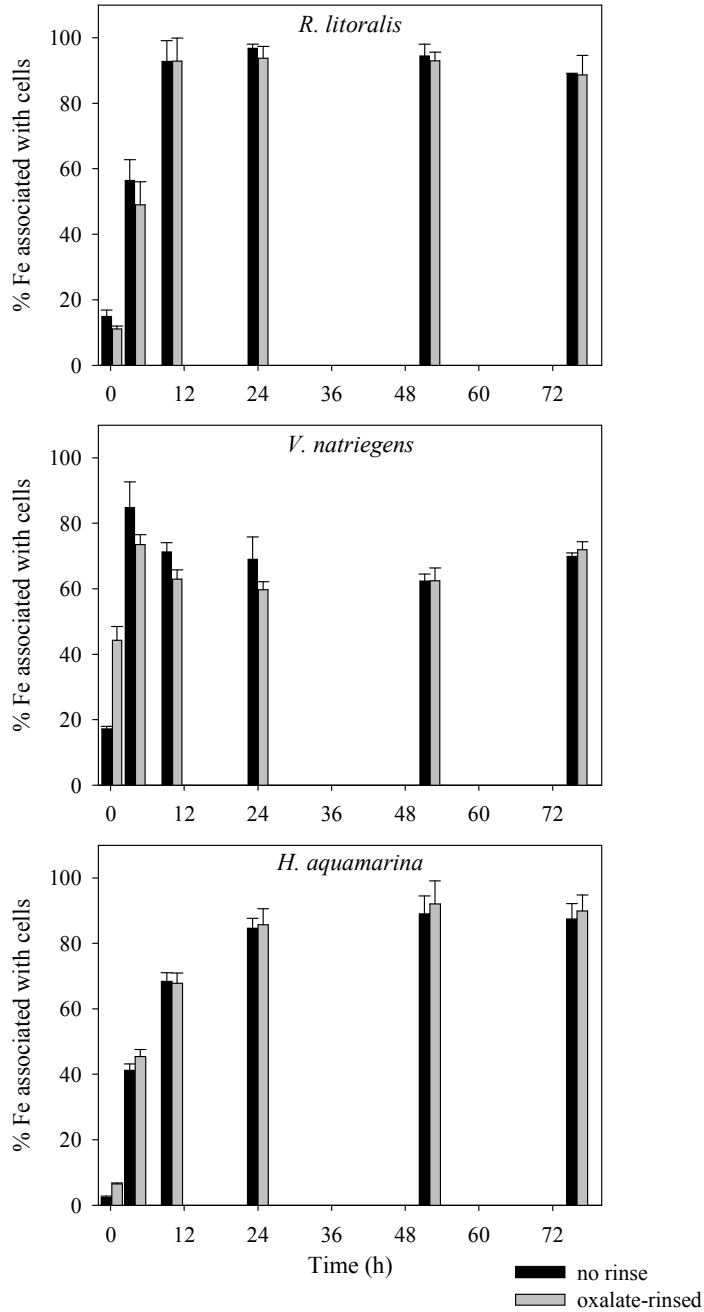 R. litoralis
% Fe associated with cells
100
80
60
40
20
0
0 12 24 36 48 60 72
V. natriegens
% Fe associated with cells
100
80
60
40
20
0
0 12 24 36 48 60 72
H. aquamarina
% Fe associated with cells
100
80
60
40
20
0
0 12 24 36 48 60 72
Time (h)
no rinse
oxalate-rinsed